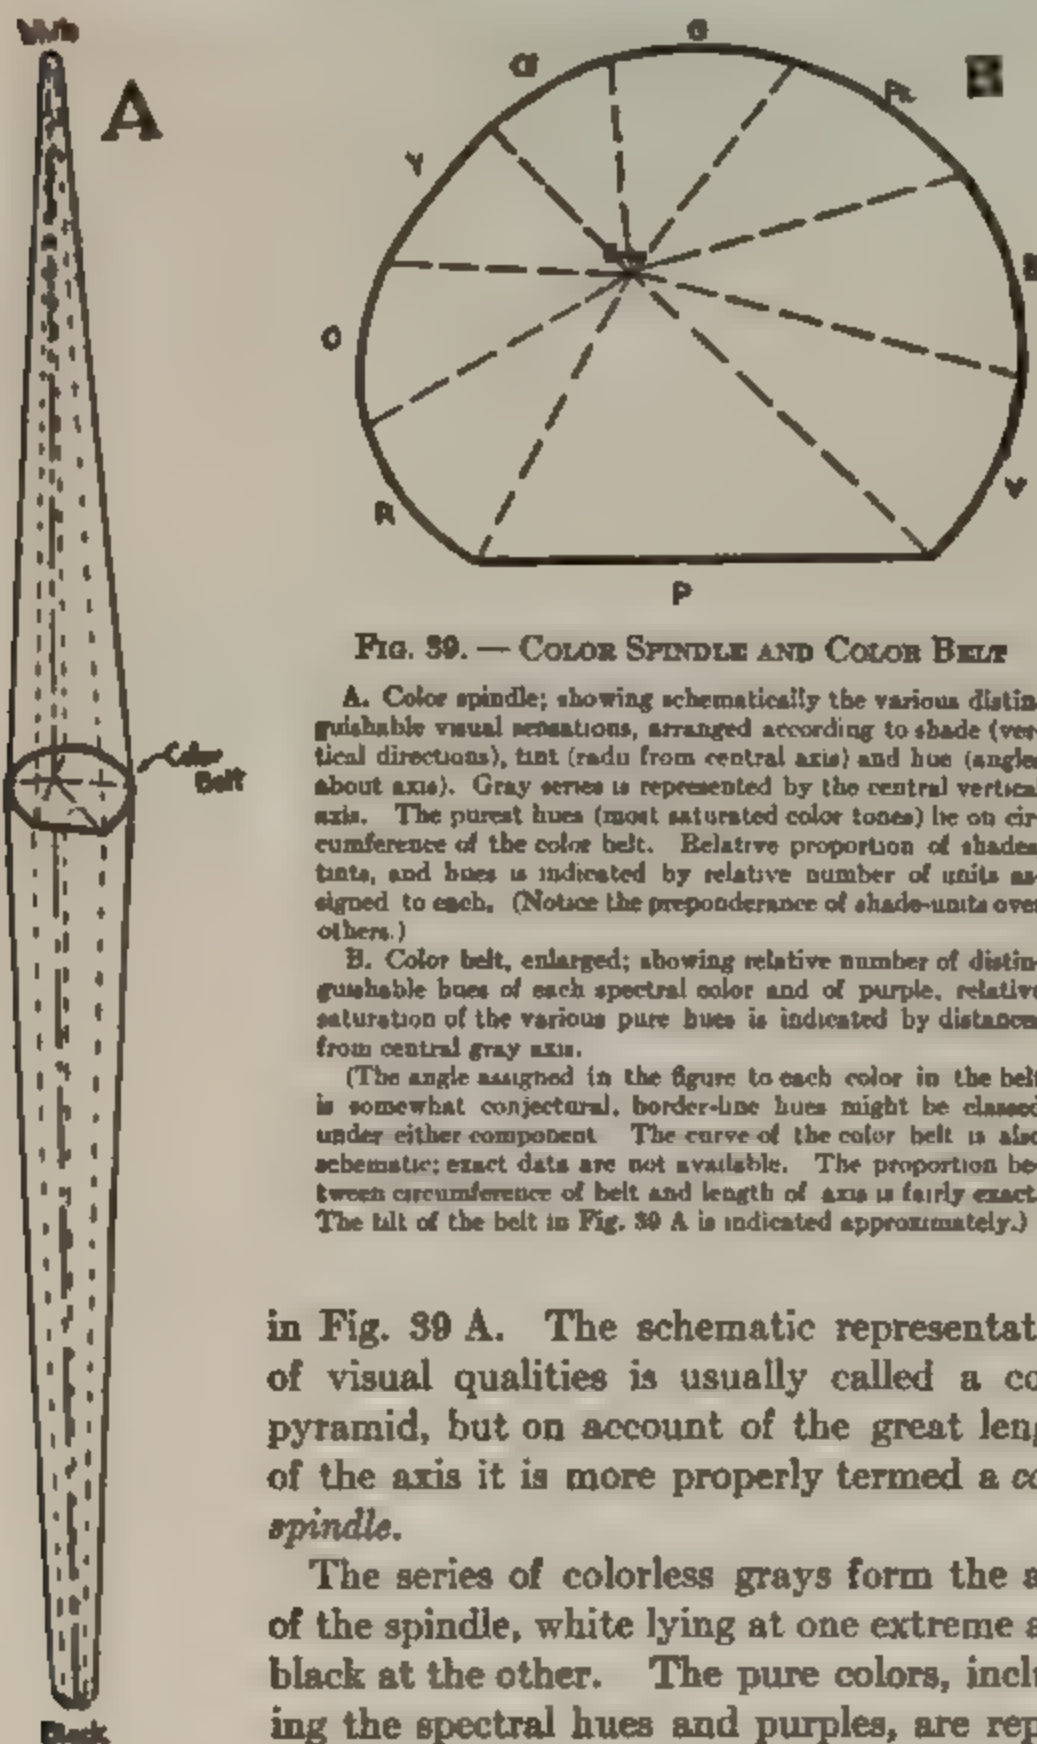 White
A
B
G
Y
O
R
P
V
Color
Belt
FIG. 39. — COLOR SPINDLE AND COLOR BELT
A. Color spindle; showing schematically the various distin-
guishable visual sensations, arranged according to shade (ver-
tical directions), tint (radii from central axis) and hue (angles
about axis). Gray series is represented by the central vertical
axis. The purest hues (most saturated color tones) lie on cir-
cumference of the color belt. Relative proportion of shades
tints, and hues is indicated by relative number of units as-
signed to each. (Notice the preponderance of shade-units over
others.)
B. Color belt, enlarged; showing relative number of distin-
guishable hues of each spectral color and of purple, relative
saturation of the various pure hues is indicated by distance
from central gray axis.
(The angle assigned in the figure to each color in the belt
is somewhat conjectural, border-line hues might be classed
under either component The curve of the color belt is also
schematic; exact data are not available. The proportion be-
tween circumference of belt and length of axis is fairly exact.
The tilt of the belt in Fig. 39 A is indicated approximately.)
in Fig. 39 A. The schematic representat
of visual qualities is usually called a co
pyramid, but on account of the great leng
of the axis it is more properly termed a co
spindle.
The series of colorless grays form the a
of the spindle, white lying at one extreme a
black at the other. The pure colors, inclu
ing the spectral hues and purples, are rep
Black